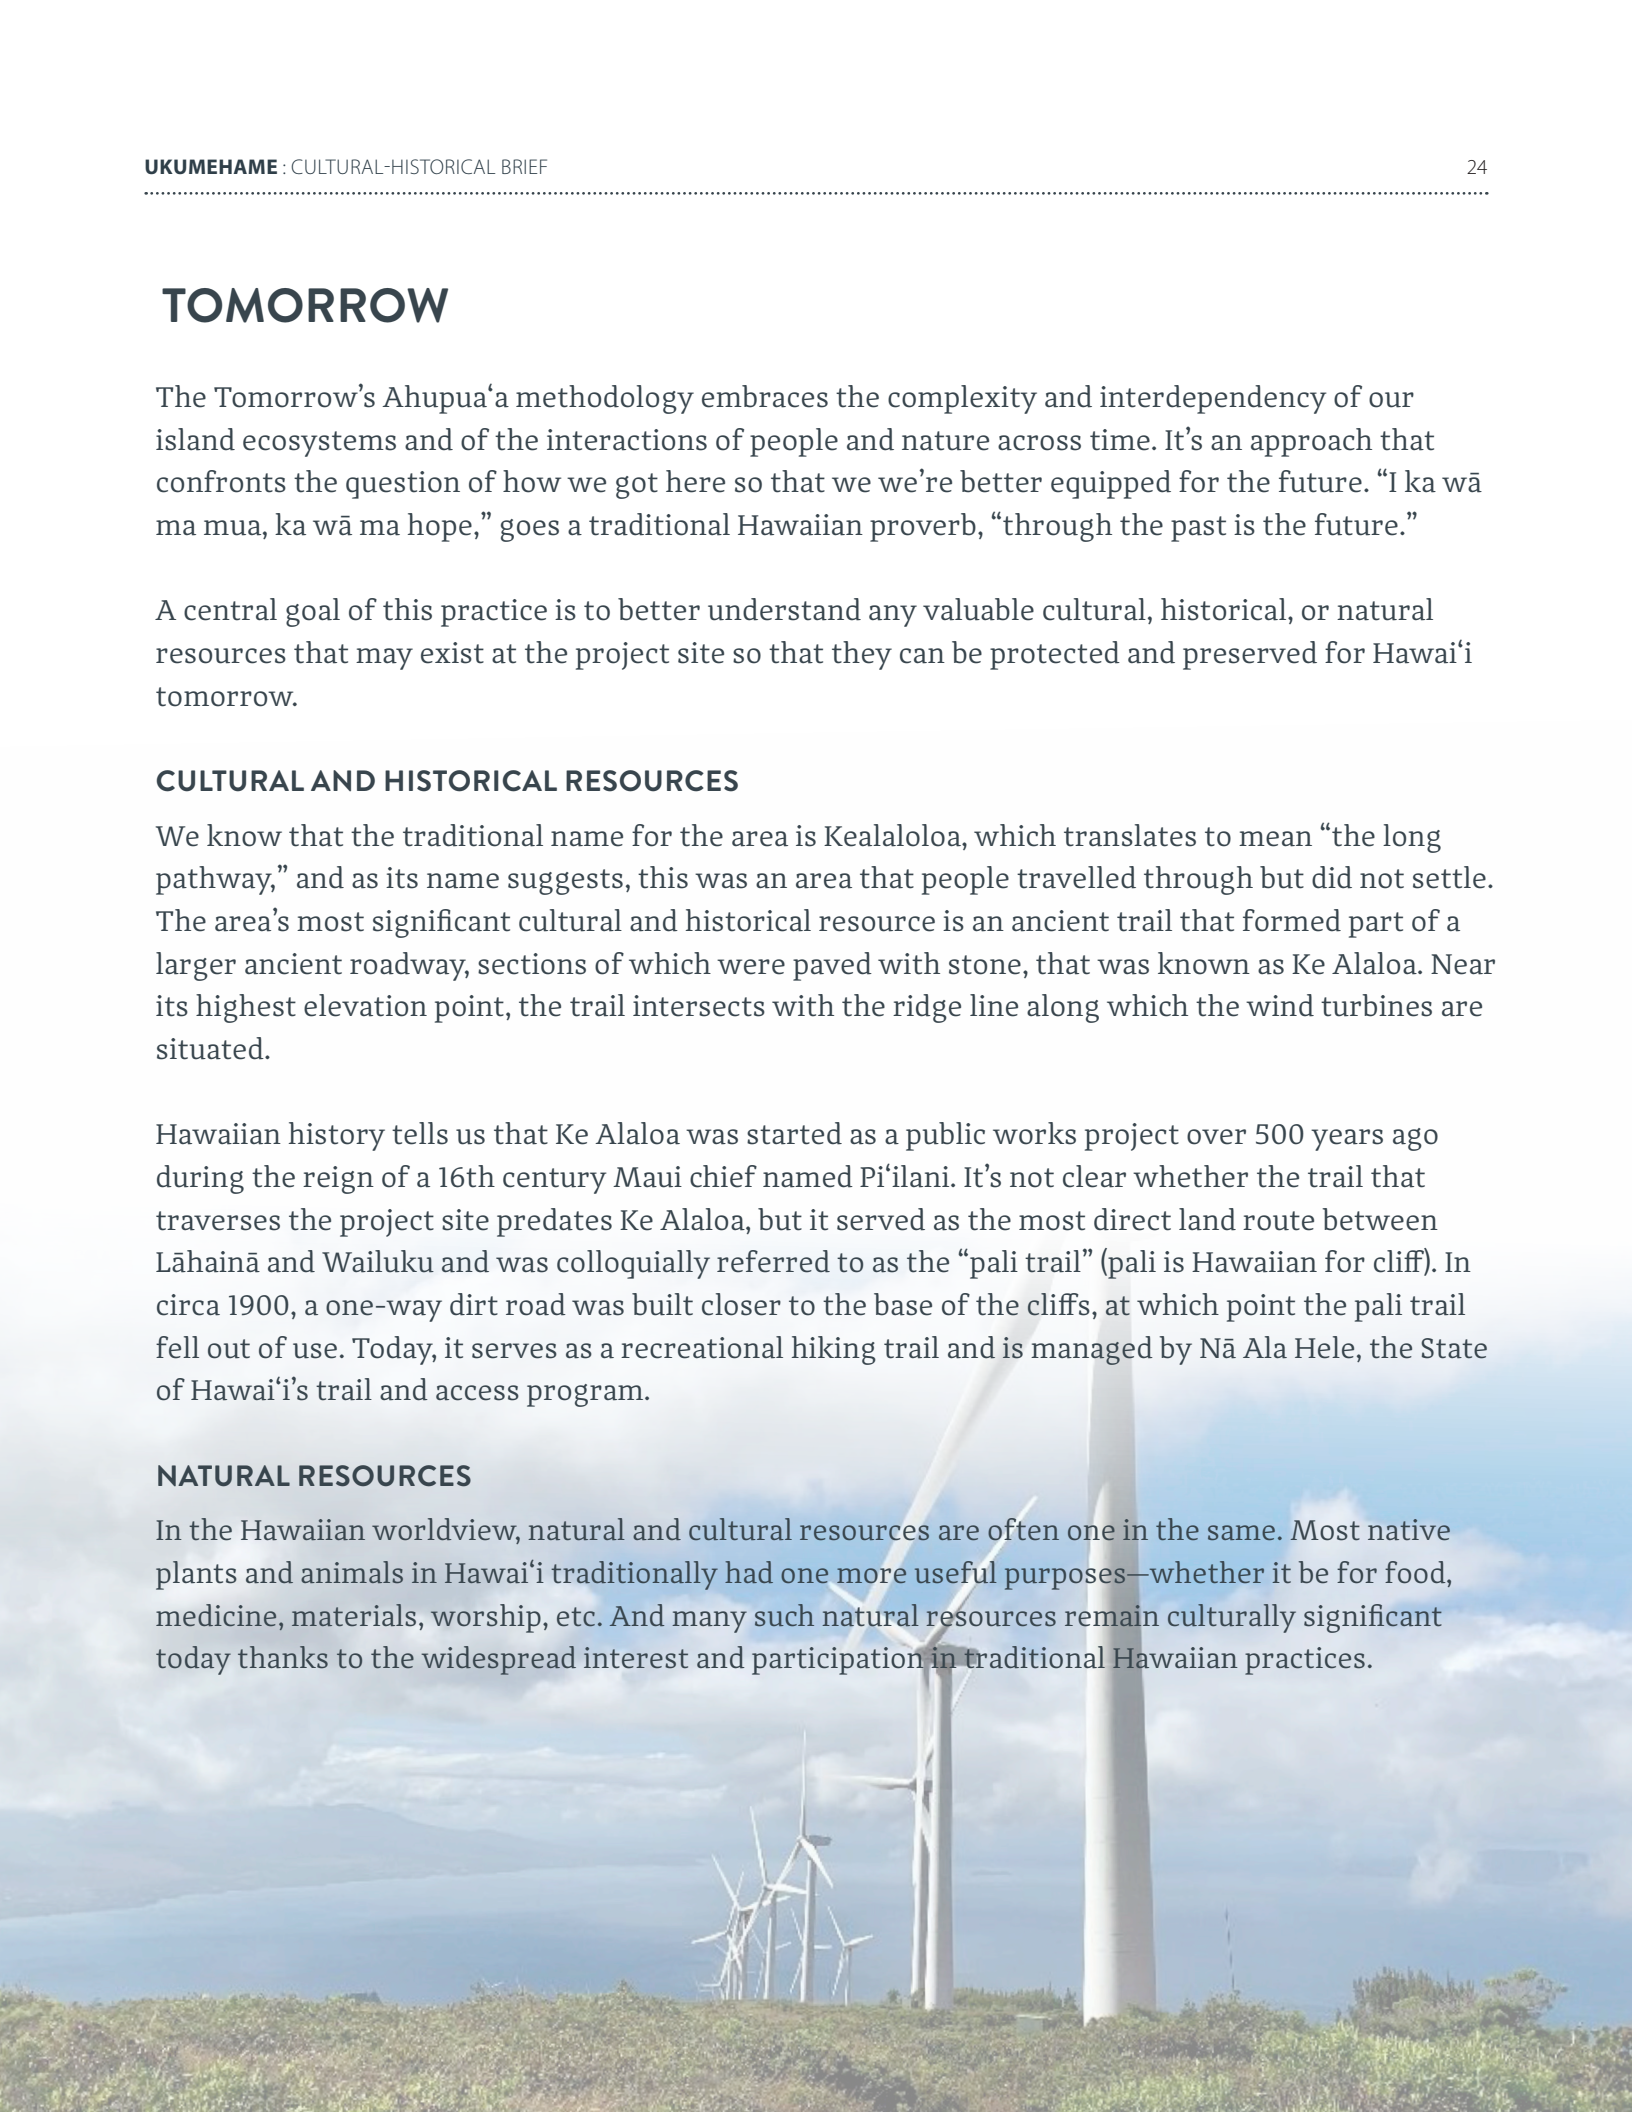 UKUMEHAME : CULTURAL-HISTORICAL BRIEF 24
TOMORROW
The Tomorrow’s Ahupua‘a methodology embraces the complexity and interdependency of our
island ecosystems and of the interactions of people and nature across time. It’s an approach that
confronts the question of how we got here so that we we’re better equipped for the future. “I ka wā
ma mua, ka wā ma hope,” goes a traditional Hawaiian proverb, “through the past is the future.”
A central goal of this practice is to better understand any valuable cultural, historical, or natural
resources that may exist at the project site so that they can be protected and preserved for Hawai‘i
tomorrow.
CULTURAL AND HISTORICAL RESOURCES
We know that the traditional name for the area is Kealaloloa, which translates to mean “the long
pathway,” and as its name suggests, this was an area that people travelled through but did not settle.
The area’s most significant cultural and historical resource is an ancient trail that formed part of a
larger ancient roadway, sections of which were paved with stone, that was known as Ke Alaloa. Near
its highest elevation point, the trail intersects with the ridge line along which the wind turbines are
situated.
Hawaiian history tells us that Ke Alaloa was started as a public works project over 500 years ago
during the reign of a 16th century Maui chief named Pi‘ilani. It’s not clear whether the trail that
traverses the project site predates Ke Alaloa, but it served as the most direct land route between
Lāhainā and Wailuku and was colloquially referred to as the “pali trail” (pali is Hawaiian for cliff). In
circa 1900, a one-way dirt road was built closer to the base of the cliffs, at which point the pali trail
fell out of use. Today, it serves as a recreational hiking trail and is managed by Nā Ala Hele, the State
of Hawai‘i’s trail and access program.
NATURAL RESOURCES
In the Hawaiian worldview, natural and cultural resources are often one in the same. Most native
plants and animals in Hawai‘i traditionally had one more useful purposes—whether it be for food,
medicine, materials, worship, etc. And many such natural resources remain culturally significant
today thanks to the widespread interest and participation in traditional Hawaiian practices.